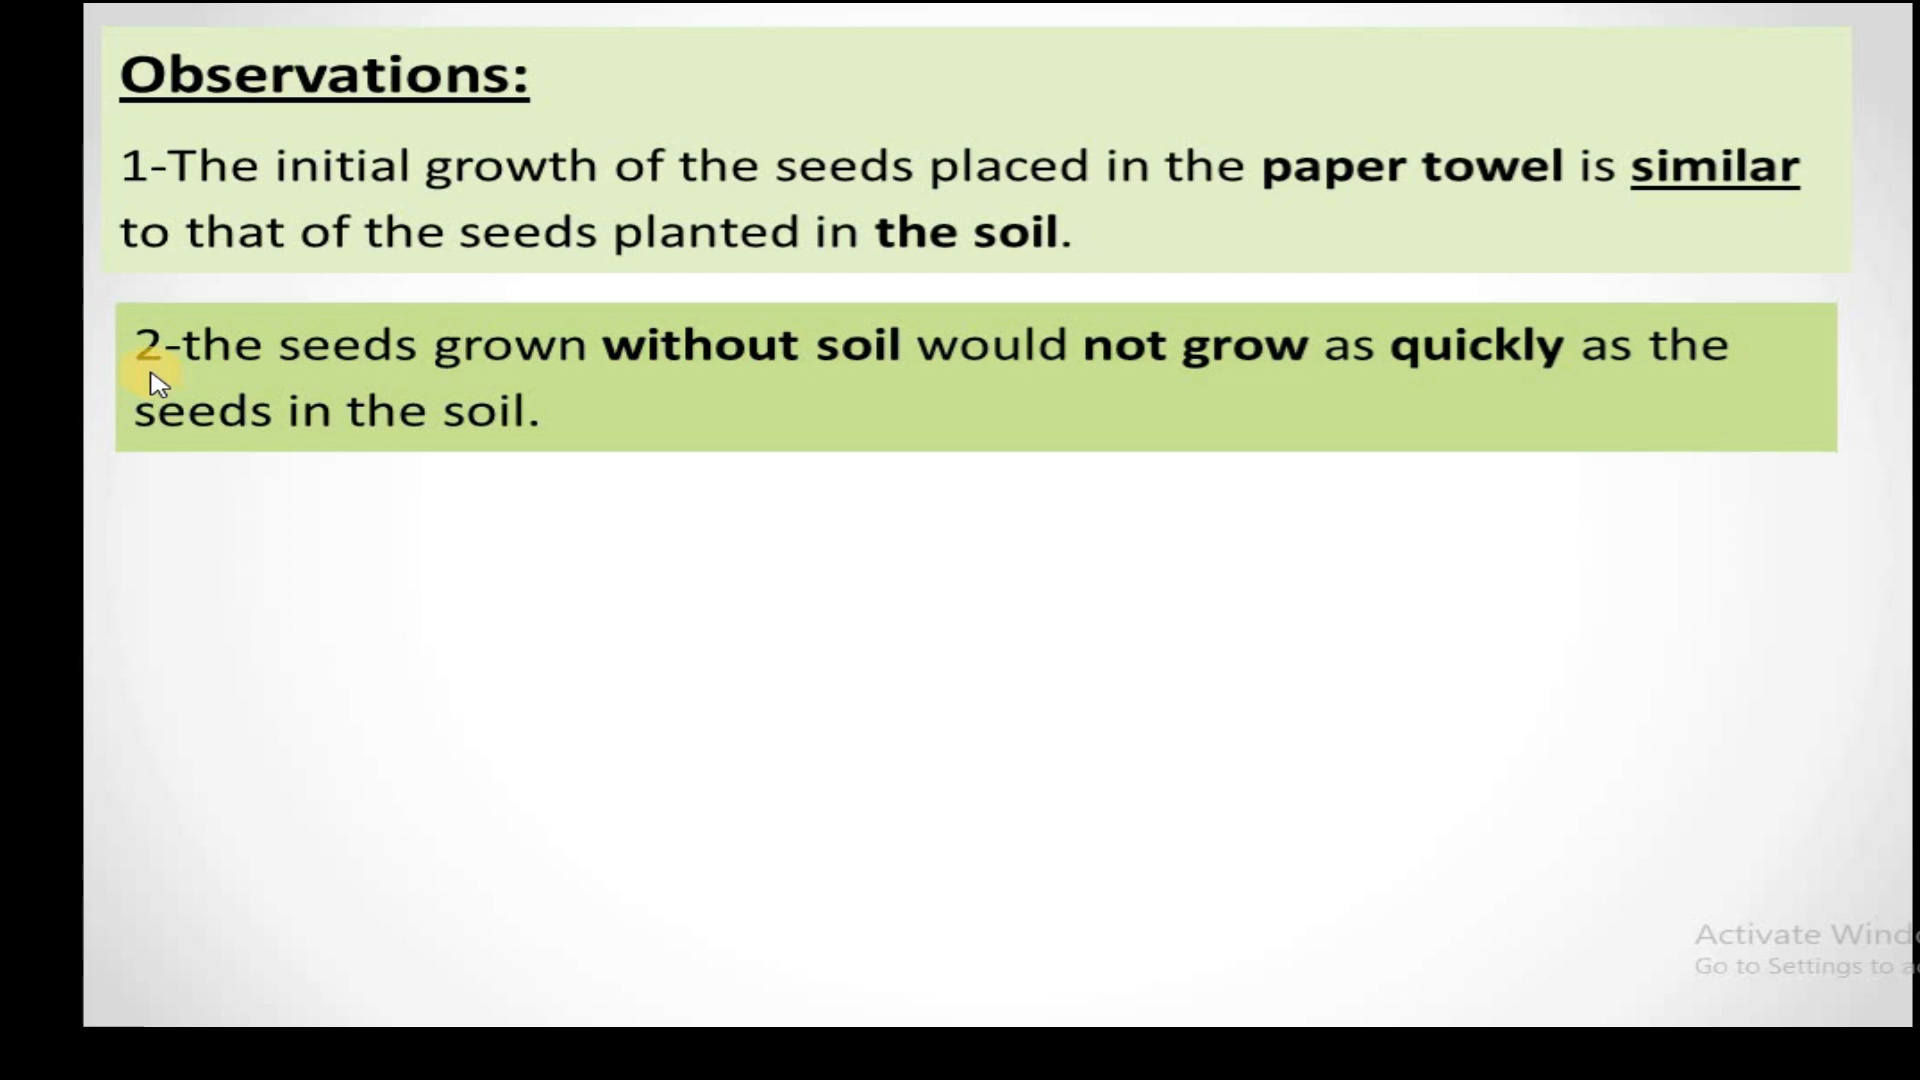 Observations:
1-The initial growth of the seeds placed in the paper towel is similar
to that of the seeds planted in the soil.
2-the seeds grown without soil would not grow as quickly as the
seeds in the soil.
Activate Wind
Go to Settings to a